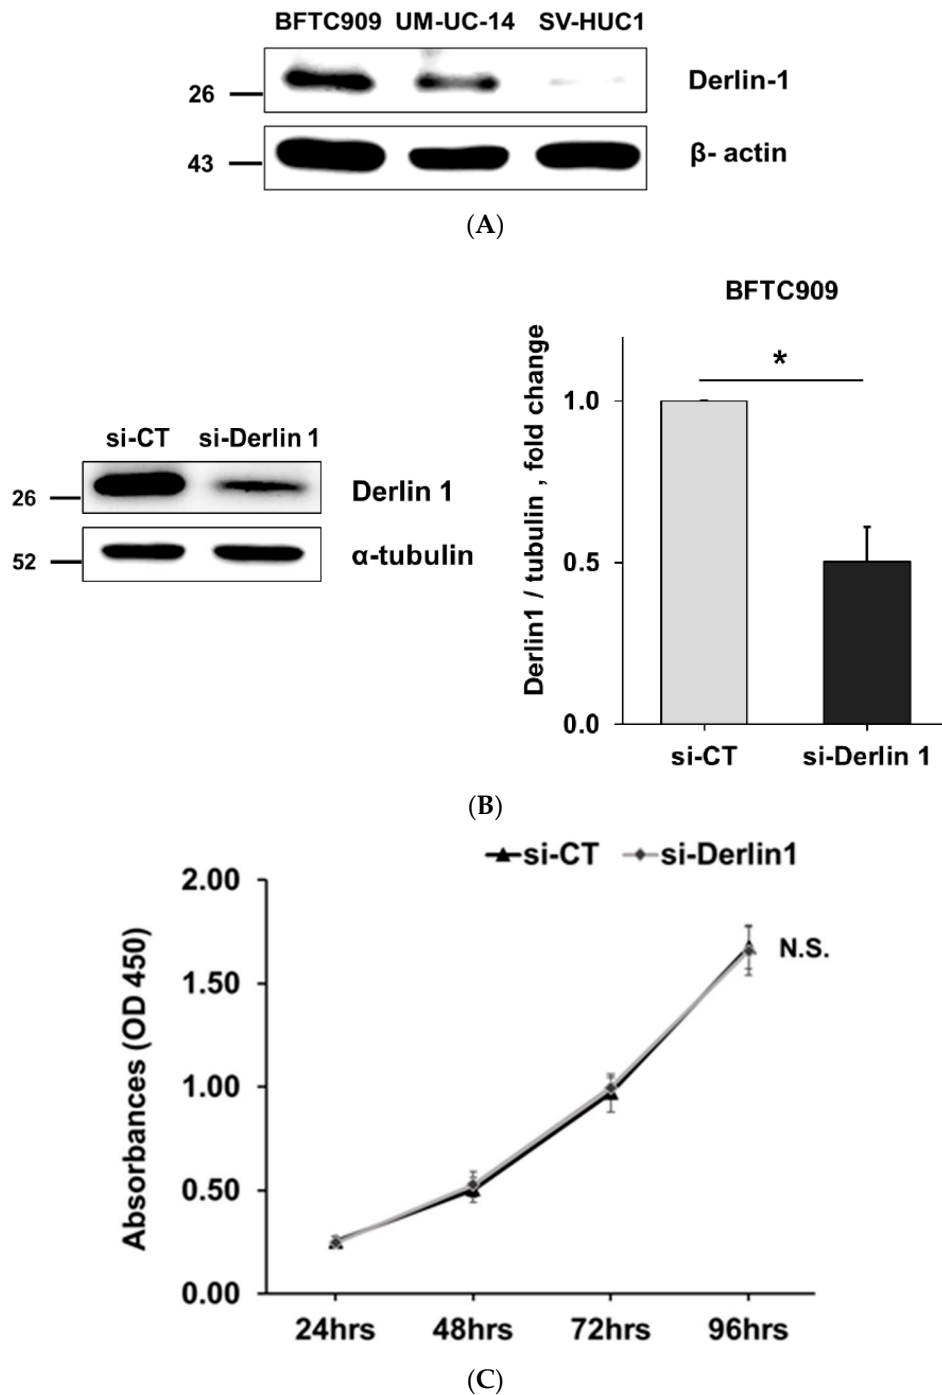 BFTC909 UM-UC-14 SV-HUC1
26 Derlin-1
43 β- actin
(A)
BFTC909
si-CT si-Derlin 1
26 Derlin 1
52 α-tubulin
Derlin1 / tubulin , fold change
*
1.0
0.5
0.0
si-CT si-Derlin 1
(B)
si-CT si-Derlin1
Absorbances (OD 450)
2.00
1.50
1.00
0.50
0.00
N.S.
24hrs 48hrs 72hrs 96hrs
(C)